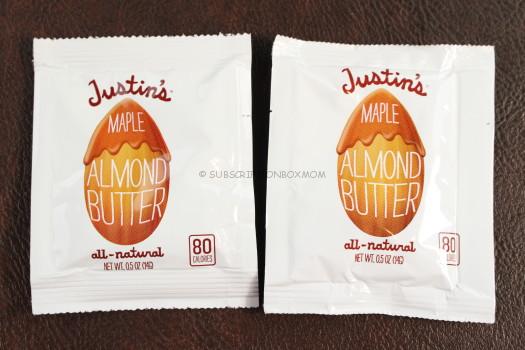 Justin's
MAPLE
ALMOND
BUTTER
all-natural
NET WT. 0.5 OZ (14G)
80
CALORIES
Justin's
MAPLE
ALMOND
BUTTER
all-natural
NET WT. 0.5 OZ (14G)
80
© SUBSCRIPTIONBOXMOM